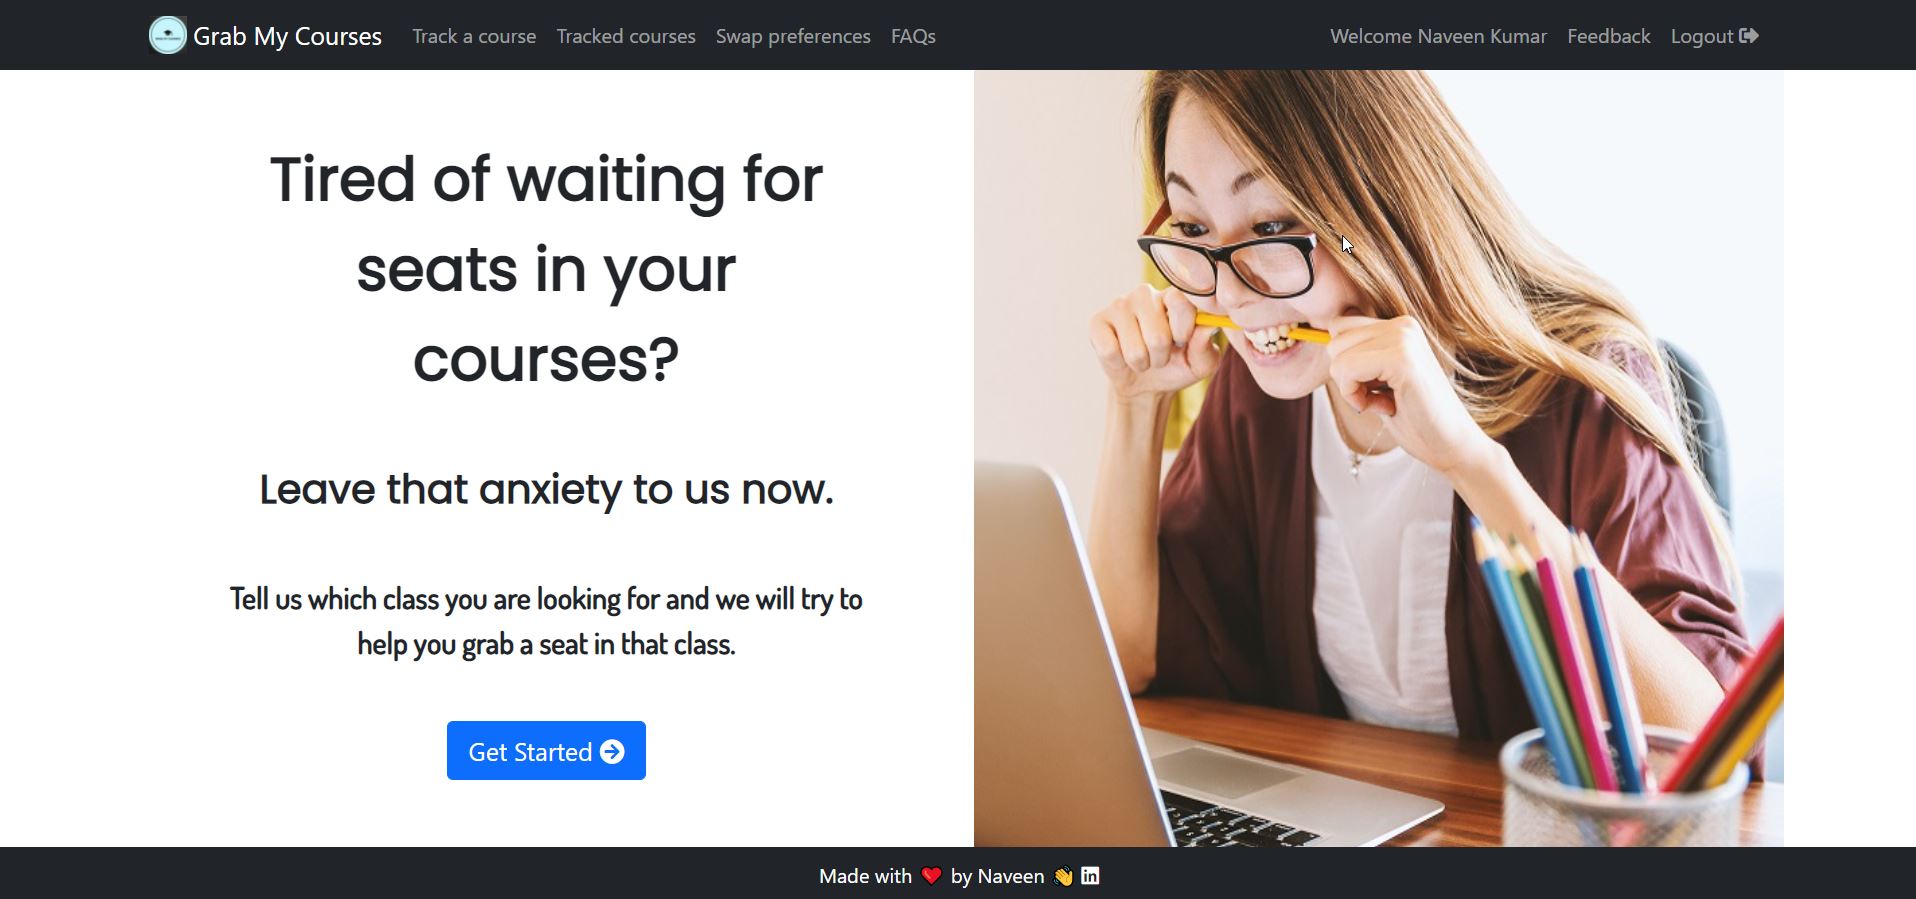 Grab My Courses Track a course Tracked courses Swap preferences FAQs Welcome Naveen Kumar Feedback Logout
Tired of waiting for
seats in your
courses?
Leave that anxiety to us now.
Tell us which class you are looking for and we will try to
help you grab a seat in that class.
Get Started
Made with ❤️ by Naveen 👋 in